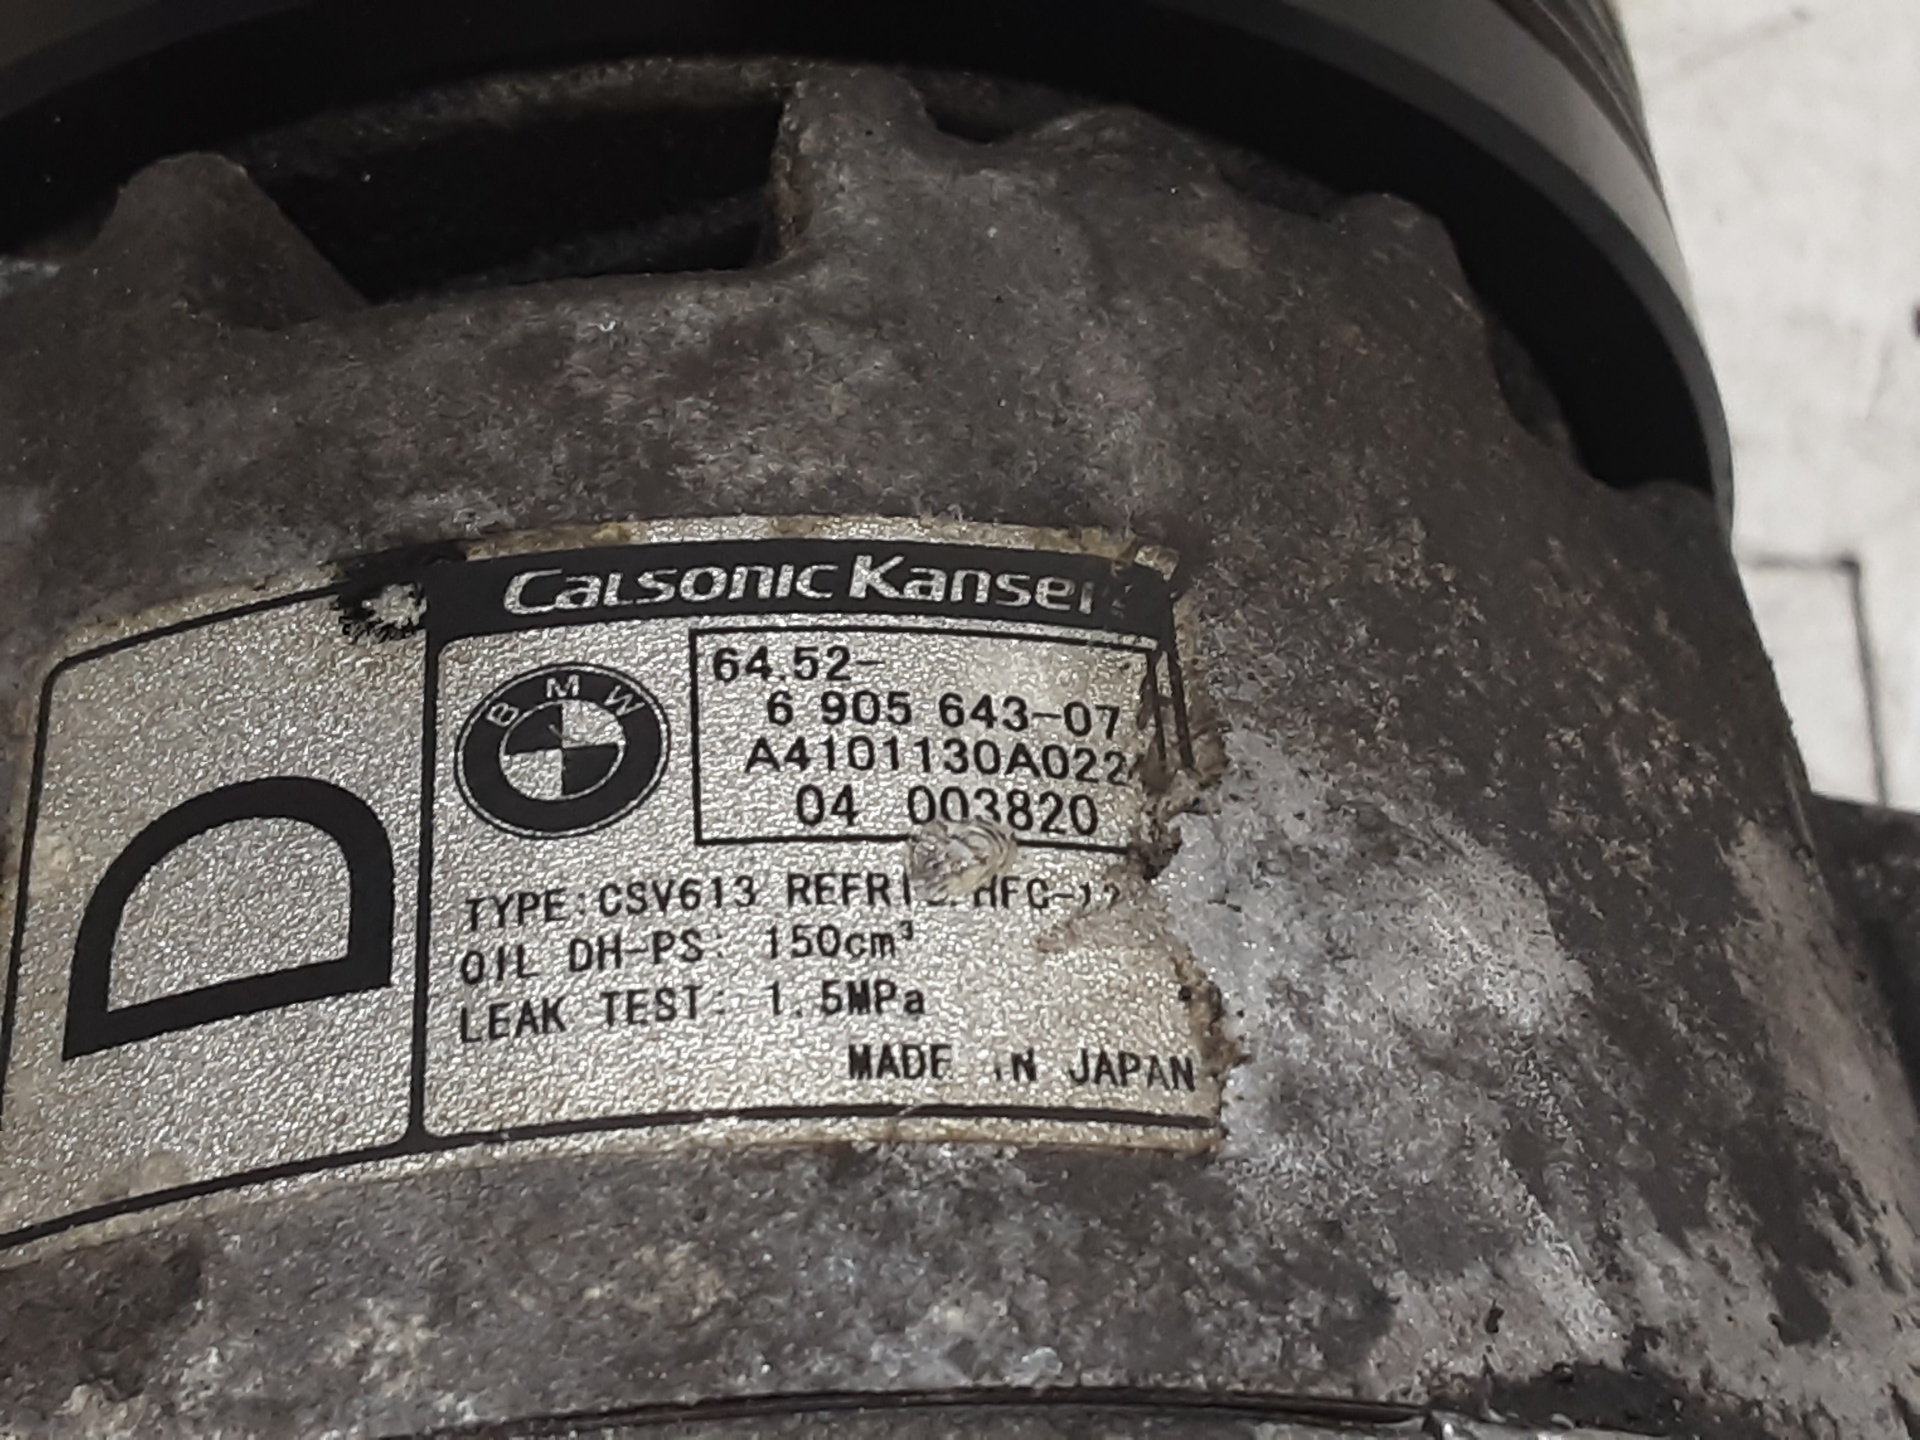 CALSONIC Kansei
BMW
64.52-
6 905 643-07
A4101130A022
04 003820
TYPE: CSV613
OIL DH-PS: 150cm³
LEAK TEST: 1.5MPa
MADE IN JAPAN
D